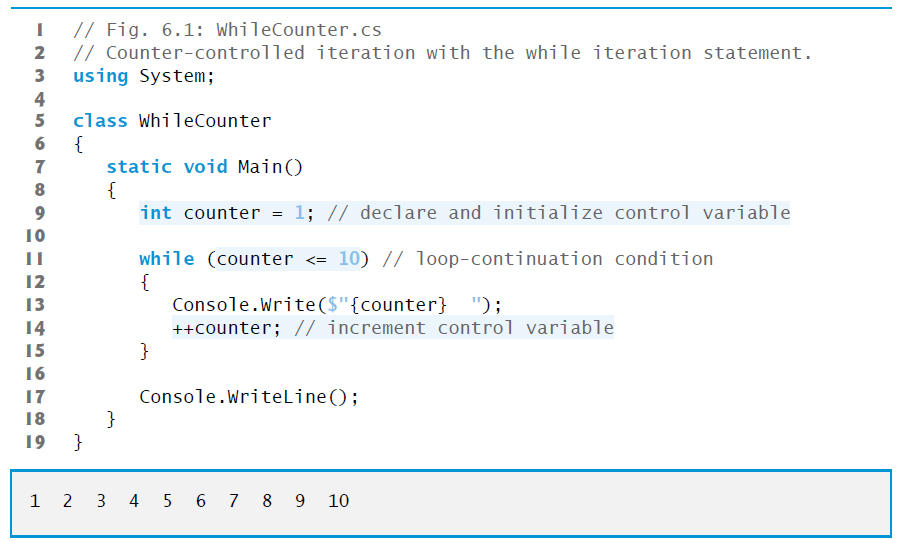 1 // Fig. 6.1: WhileCounter.cs
2 // Counter-controlled iteration with the while iteration statement.
3 using System;
4
5 class WhileCounter
6 {
7 static void Main()
8 {
9 int counter = 1; // declare and initialize control variable
10
11 while (counter <= 10) // loop-continuation condition
12 {
13 Console.Write($"{counter}  ");
14 ++counter; // increment control variable
15 }
16
17 Console.WriteLine();
18 }
19 }
1 2 3 4 5 6 7 8 9 10